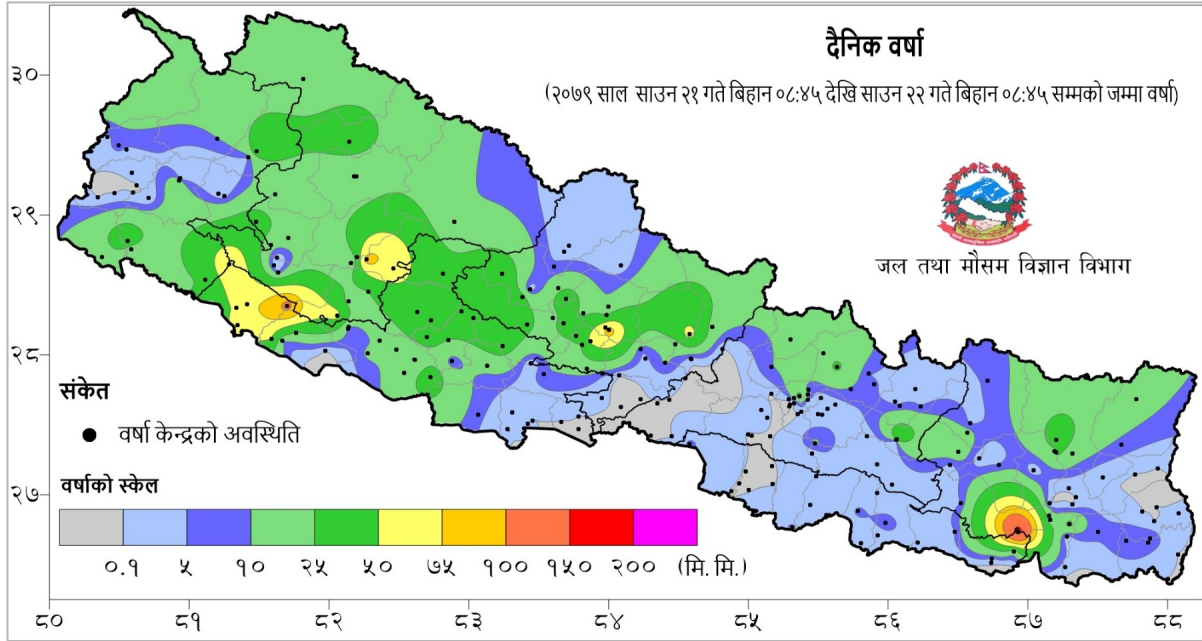 दैनिक वर्षा
(२०७९ साल साउन २१ गते बिहान ०८:४५ देखि साउन २२ गते बिहान ०८:४५ सम्मको जम्मा वर्षा)
जल तथा मौसम विज्ञान विभाग
३०
२९
२८
२७
संकेत
वर्षा केन्द्रको अवस्थिति
वर्षाको स्केल
०.१ ५ १० २५ ५० ७५ १०० १५० २०० (मि. मि.)
८० ८१ ८२ ८३ ८४ ८५ ८६ ८७ ८८